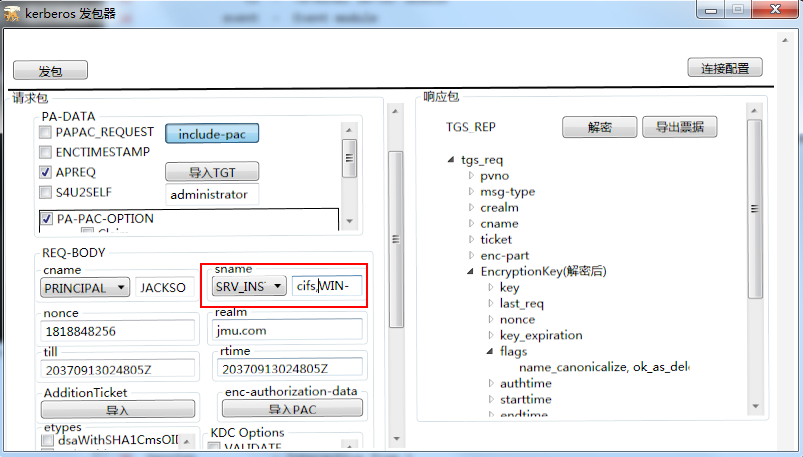 event - Event module
kerberos 发包器
发包
连接配置
请求包
PA-DATA
PAPAC_REQUEST
include-pac
ENCTIMESTAMP
APREQ
导入TGT
S4U2SELF
administrator
PA-PAC-OPTION
REQ-BODY
cname
sname
PRINCIPAL
JACKSO
SRV_INS
cifs,WIN-
nonce
realm
1818848256
jmu.com
till
rtime
20370913024805Z
20370913024805Z
AdditionTicket
enc-authorization-data
导入
导入PAC
etypes
KDC Options
dsaWithSHA1CmsOID
VALIDATE
响应包
TGS_REP
解密
导出票据
tgs_req
pvno
msg-type
crealm
cname
ticket
enc-part
EncryptionKey(解密后)
key
last_req
nonce
key_expiration
flags
name_canonicalize, ok_as_dele
authtime
starttime
endtime